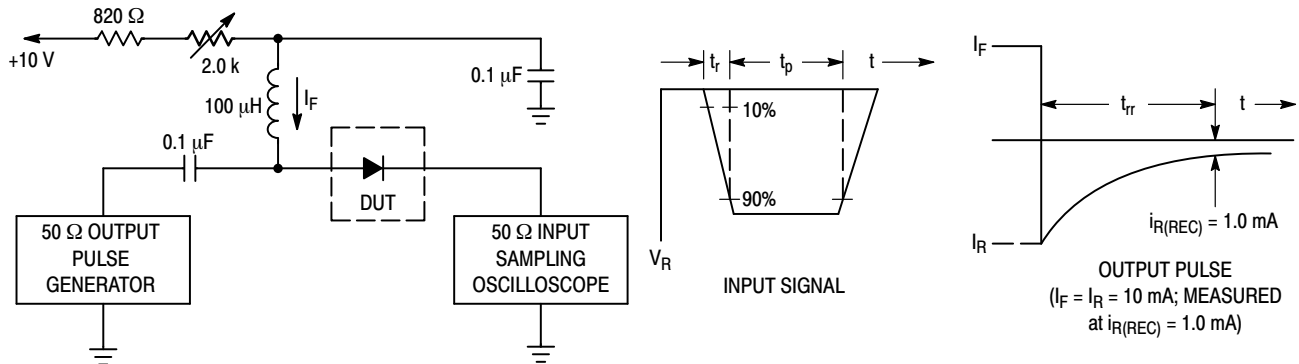 820 Ω
+10 V
2.0 k
100 μH
I_F
0.1 μF
0.1 μF
DUT
50 Ω OUTPUT
PULSE
GENERATOR
50 Ω INPUT
SAMPLING
OSCILLOSCOPE
t_r
t_p
t
10%
90%
V_R
INPUT SIGNAL
I_F
t_rr
t
I_R
i_R(REC) = 1.0 mA
OUTPUT PULSE
(I_F = I_R = 10 mA; MEASURED
at i_R(REC) = 1.0 mA)